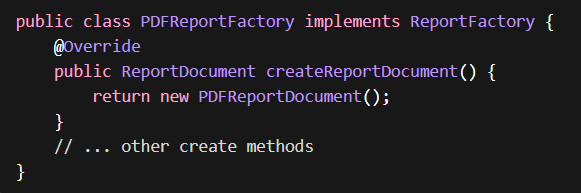 public class PDFReportFactory implements ReportFactory {
    @Override
    public ReportDocument createReportDocument() {
        return new PDFReportDocument();
    }
    // ... other create methods
}